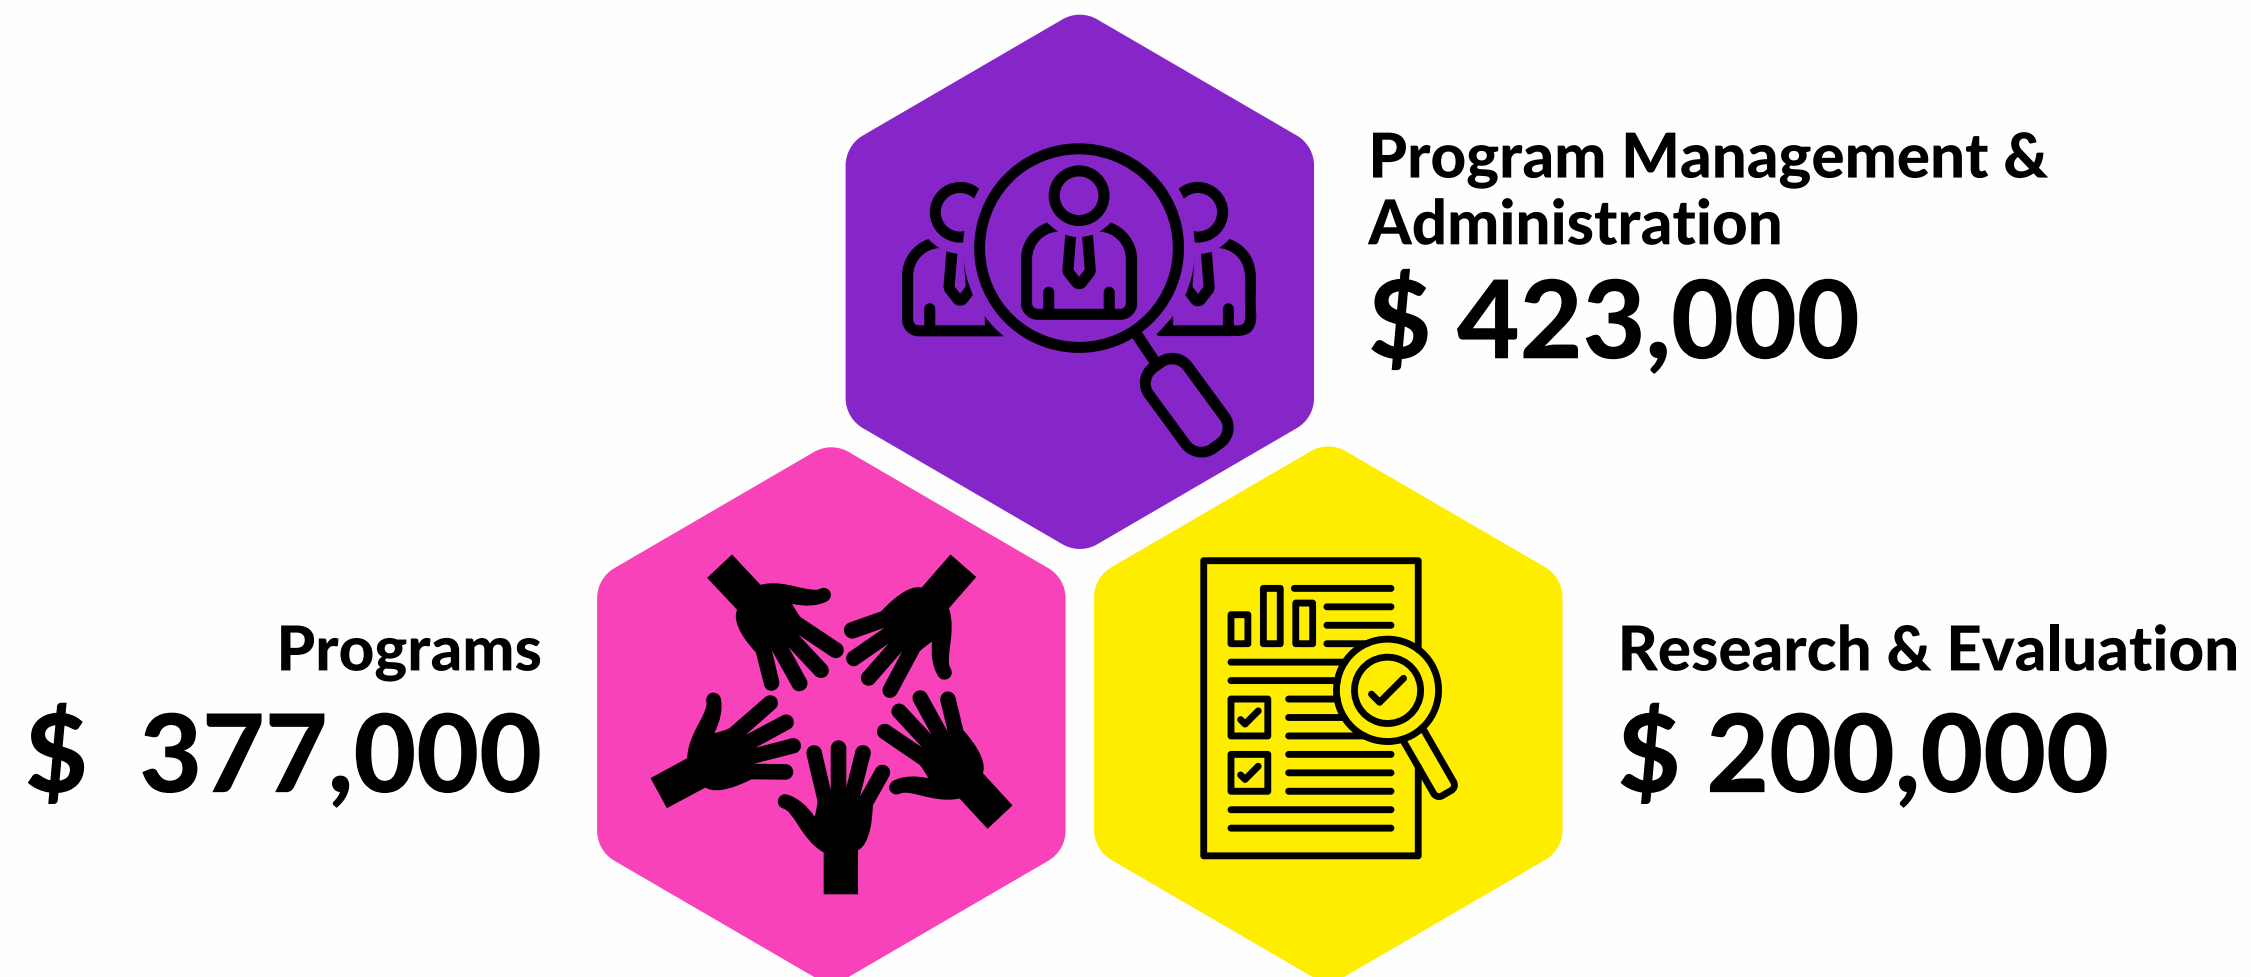 Program Management &
Administration
$ 423,000
Programs
$ 377,000
Research & Evaluation
$ 200,000